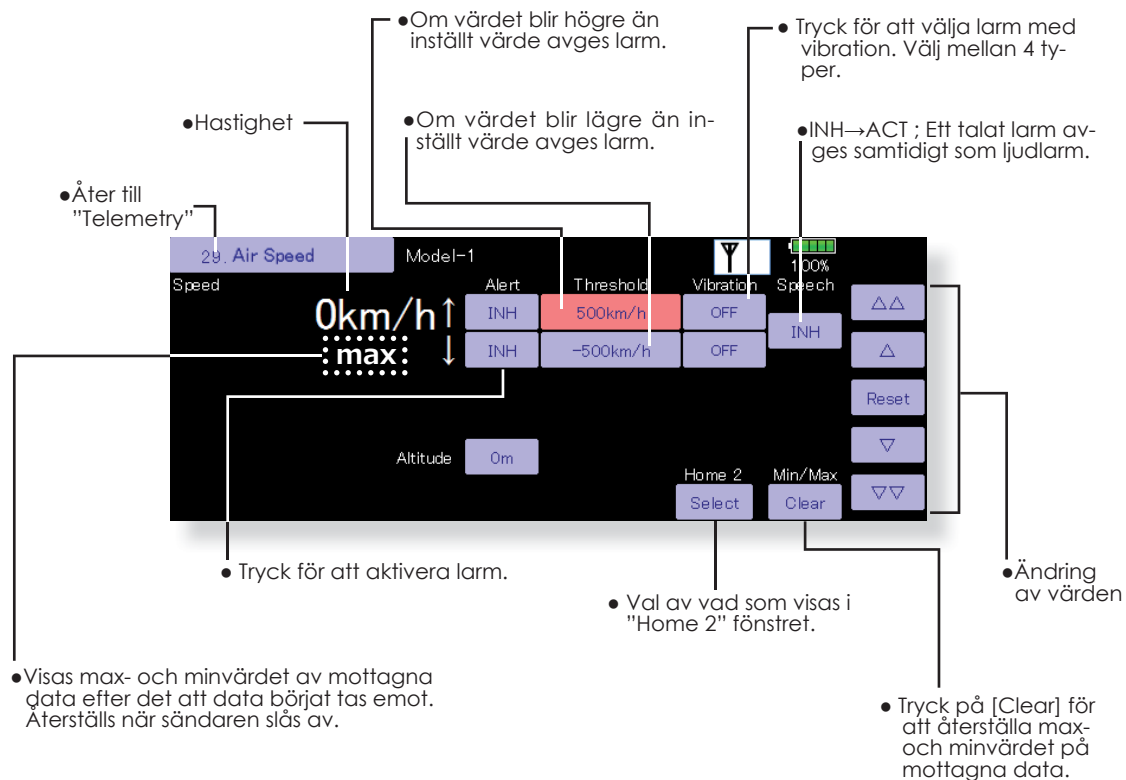 ●Om värdet blir högre än
inställt värde avges larm.
● Tryck för att välja larm med
vibration. Välj mellan 4 ty-
per.
●Hastighet
●Om värdet blir lägre än in-
ställt värde avges larm.
●INH→ACT ; Ett talat larm av-
ges samtidigt som ljudlarm.
●Åter till
”Telemetry”
29. Air Speed
Model-1
100%
Speed
Alert
Threshold
Vibration
Speech
0km/h↑
INH
500km/h
OFF
INH
△△
max
↓
INH
-500km/h
OFF
△
Reset
▽
▽▽
Altitude
0m
Home 2
Select
Min/Max
Clear
● Tryck för att aktivera larm.
● Val av vad som visas i
”Home 2” fönstret.
●Ändring
av värden
●Visas max- och minvärdet av mottagna
data efter det att data börjat tas emot.
Återställs när sändaren slås av.
● Tryck på [Clear] för
att återställa max-
och minvärdet på
mottagna data.